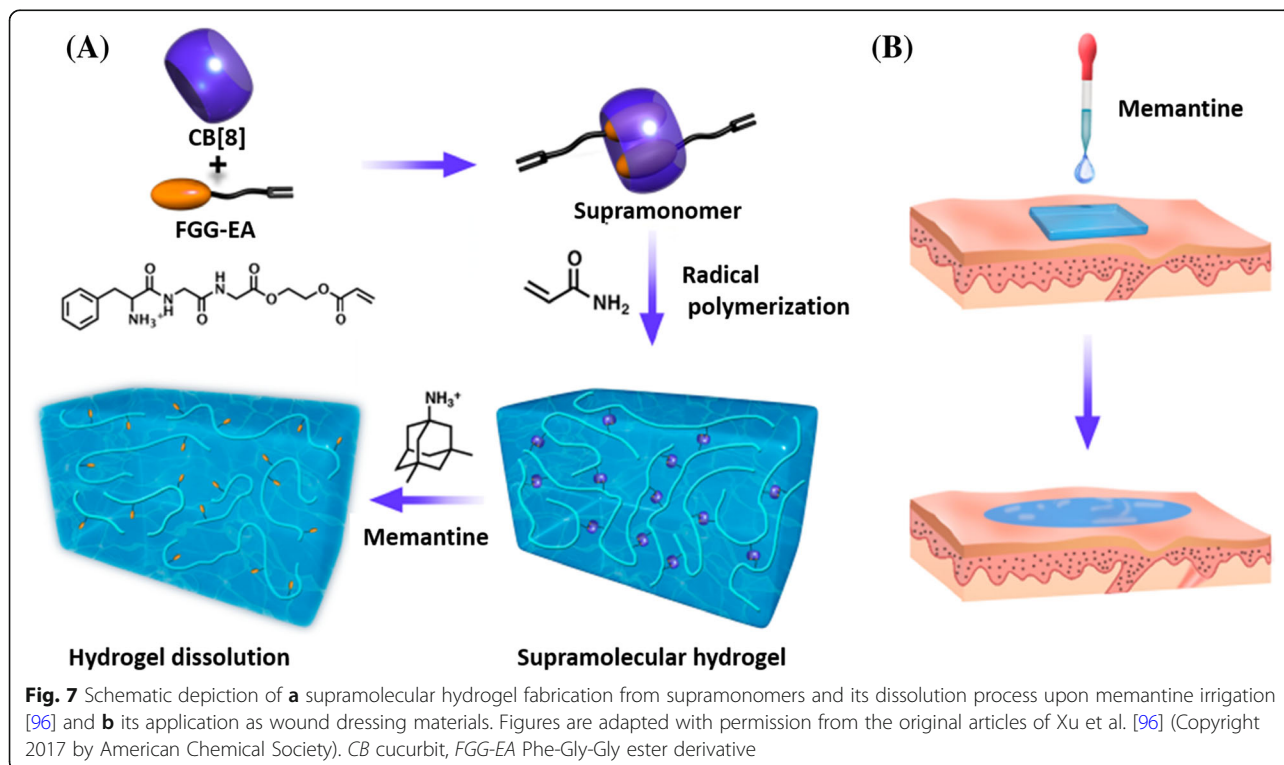 (A)
CB[8]
+
FGG-EA
Supramonomer
O
H
N
O
NH3+
N
H
O
O
O
O
O
NH2
Radical
polymerization
NH3+
Memantine
Hydrogel dissolution
Supramolecular hydrogel
(B)
Memantine
Fig. 7 Schematic depiction of a supramolecular hydrogel fabrication from supramonomers and its dissolution process upon memantine irrigation
[96] and b its application as wound dressing materials. Figures are adapted with permission from the original articles of Xu et al. [96] (Copyright
2017 by American Chemical Society). CB cucurbit, FGG-EA Phe-Gly-Gly ester derivative